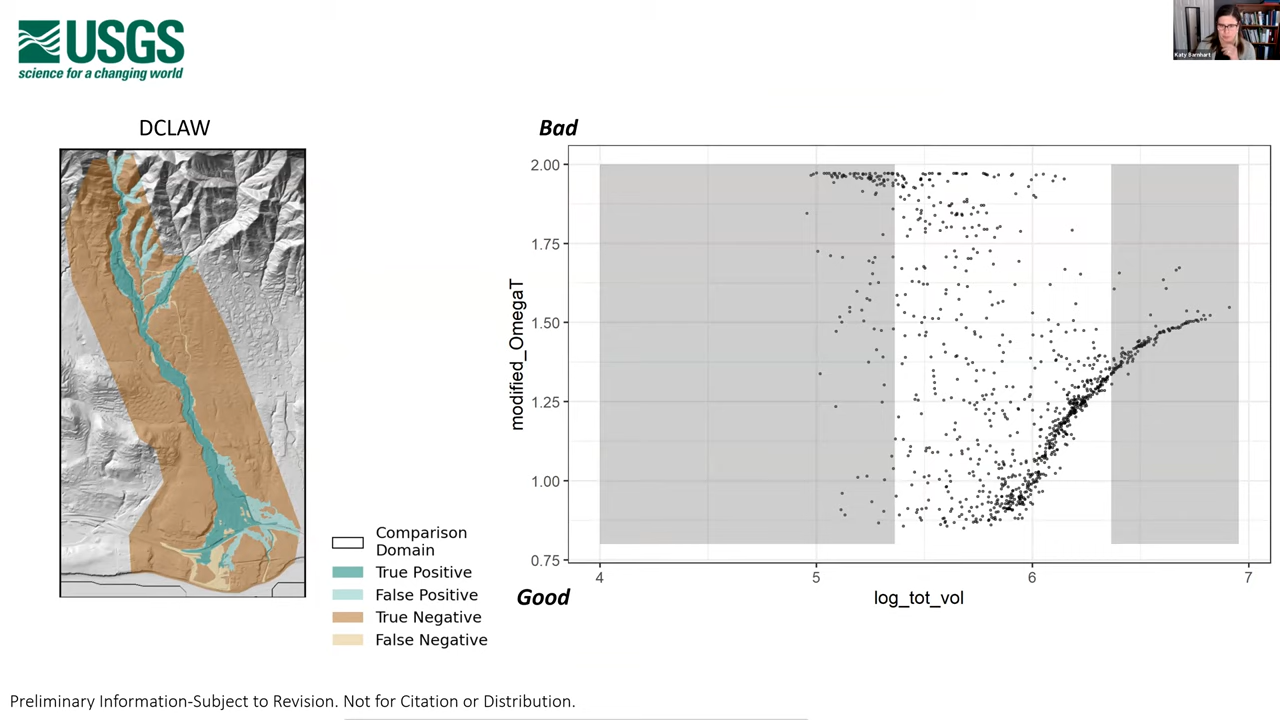 USGS
science for a changing world
Katy Barnhart
DCLAW
Comparison
Domain
True Positive
False Positive
True Negative
False Negative
Bad
2.00
1.75
1.50
1.25
1.00
0.75
modified_OmegaT
4 5 6 7
log_tot_vol
Good
Preliminary Information-Subject to Revision. Not for Citation or Distribution.